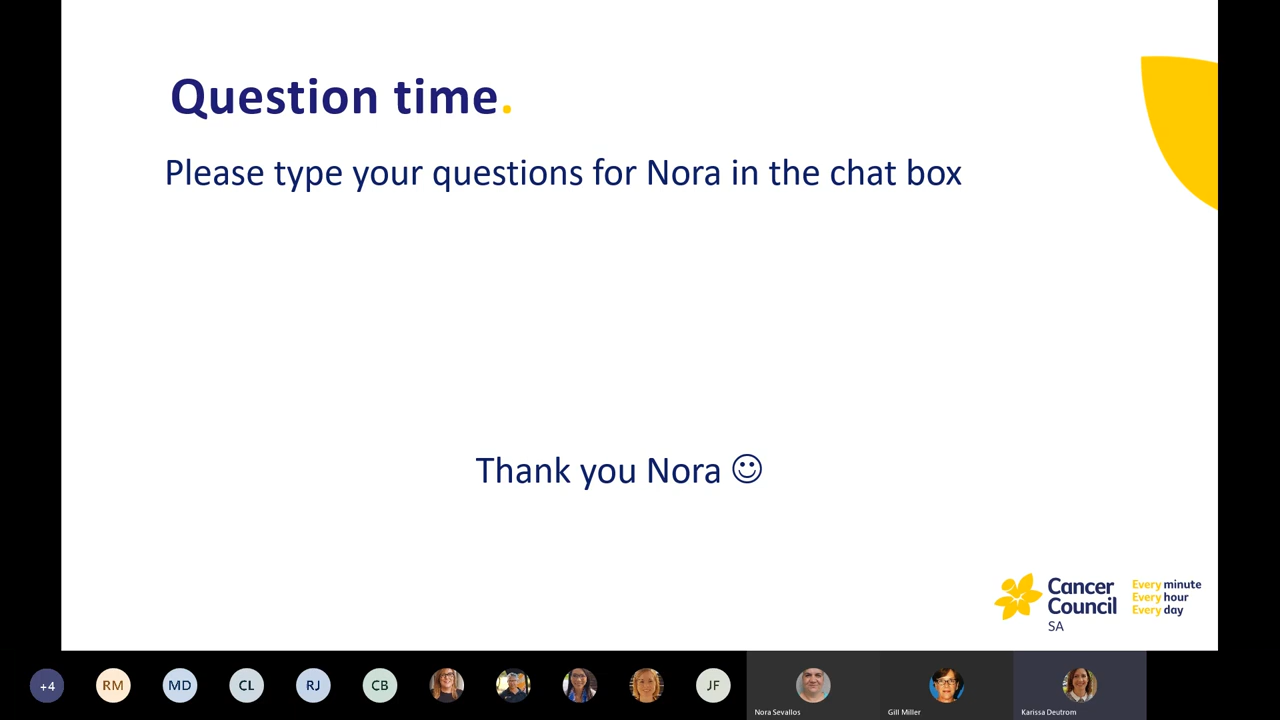 Question time.
Please type your questions for Nora in the chat box
Thank you Nora ☺
Cancer
Council
SA
Every minute
Every hour
Every day
+4
RM
MD
CL
RJ
CB
JF
Nora Sevallos
Gill Miller
Karissa Deutrom